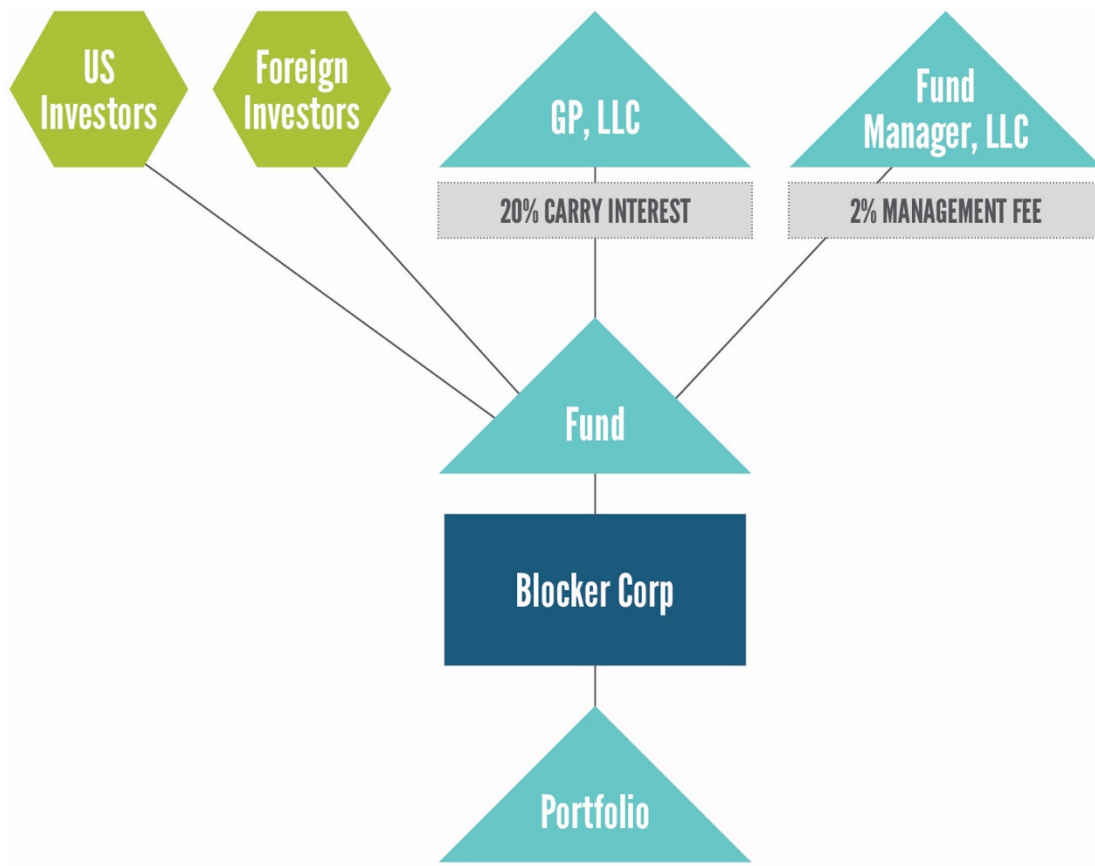 US
Investors
Foreign
Investors
GP, LLC
Fund
Manager, LLC
20% CARRY INTEREST
2% MANAGEMENT FEE
Fund
Blocker Corp
Portfolio